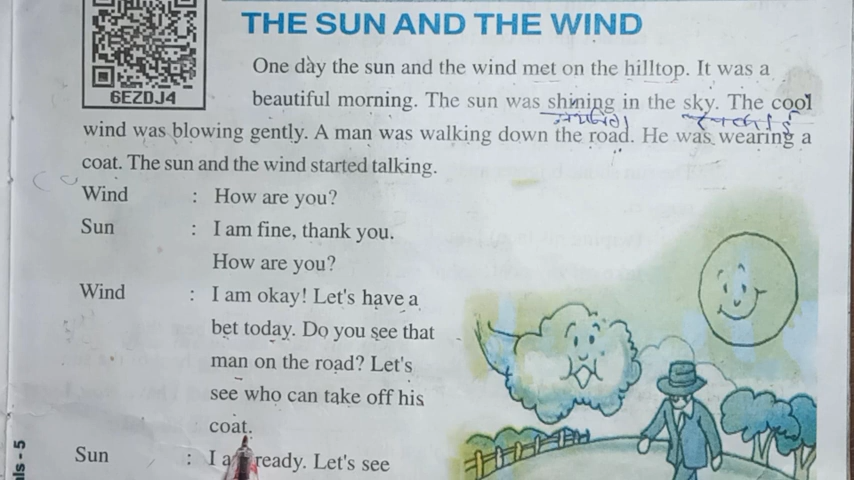 THE SUN AND THE WIND
6EZDJ4
One day the sun and the wind met on the hilltop. It was a
beautiful morning. The sun was shining in the sky. The cool
wind was blowing gently. A man was walking down the road. He was wearing a
coat. The sun and the wind started talking.
Wind : How are you?
Sun : I am fine, thank you.
How are you?
Wind : I am okay! Let's have a
bet today. Do you see that
man on the road? Let's
see who can take off his
coat.
Sun : I a ready. Let's see
ls - 5